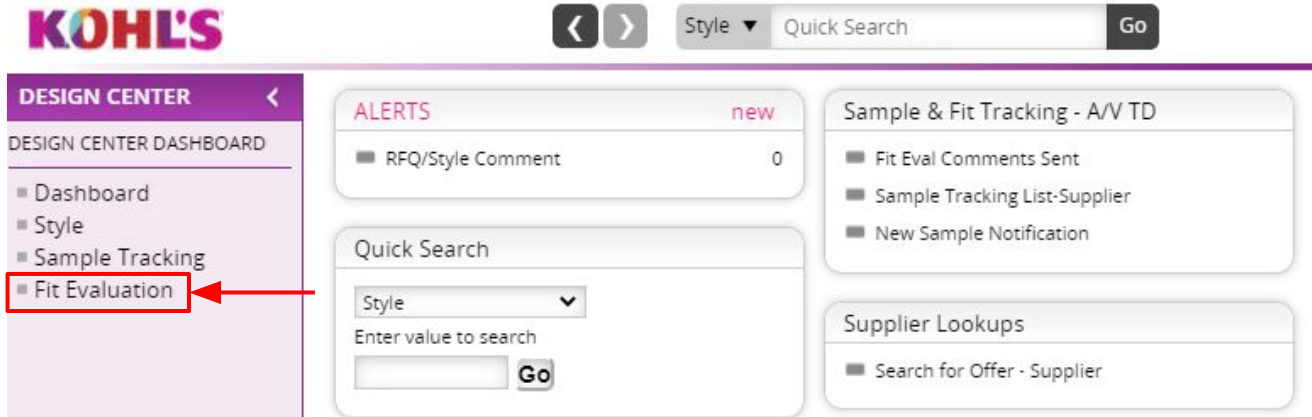 KOHL'S
❮ ❯ Style ▼ Quick Search Go
DESIGN CENTER ❮
DESIGN CENTER DASHBOARD
Dashboard
Style
Sample Tracking
Fit Evaluation
ALERTS new
RFQ/Style Comment 0
Quick Search
Style
Enter value to search
Go
Sample & Fit Tracking - A/V TD
Fit Eval Comments Sent
Sample Tracking List-Supplier
New Sample Notification
Supplier Lookups
Search for Offer - Supplier